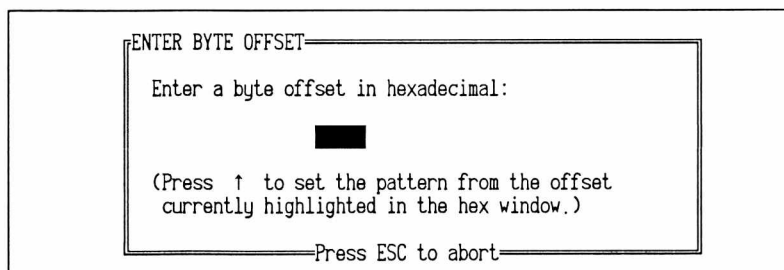 ENTER BYTE OFFSET
Enter a byte offset in hexadecimal:
(Press ↑ to set the pattern from the offset
currently highlighted in the hex window.)
Press ESC to abort